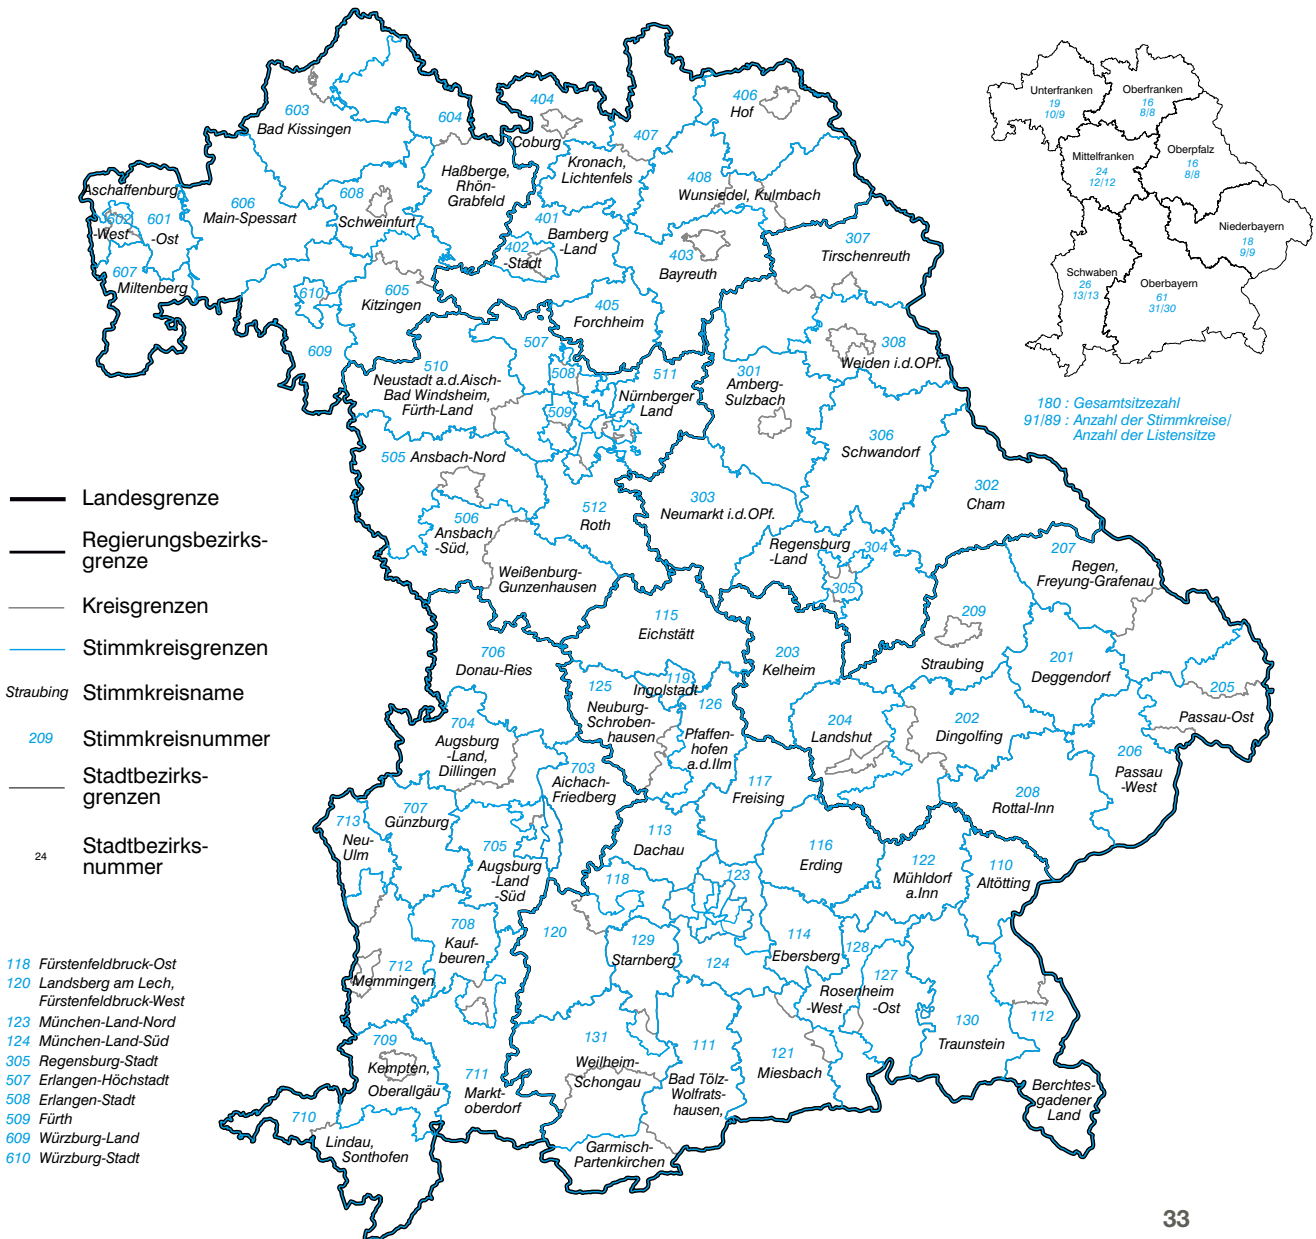 603
Bad Kissingen
604
404
Coburg
406
Hof
407
Kronach,
Lichtenfels
Haßberge,
Rhön-
Grabfeld
408
Wunsiedel, Kulmbach
Aschaffenburg
602
-West
601
-Ost
606
Main-Spessart
608
Schweinfurt
401
Bamberg
-Land
402
-Stadt
403
Bayreuth
307
Tirschenreuth
607
Miltenberg
610
605
Kitzingen
405
Forchheim
609
507
508
509
510
Neustadt a.d.Aisch-
Bad Windsheim,
Fürth-Land
511
Nürnberger
Land
301
Amberg-
Sulzbach
308
Weiden i.d.OPf.
505 Ansbach-Nord
306
Schwandorf
506
Ansbach
-Süd,
512
Roth
303
Neumarkt i.d.OPf.
302
Cham
Weißenburg-
Gunzenhausen
Regensburg
-Land
304
305
207
Regen,
Freyung-Grafenau
115
Eichstätt
209
Straubing
706
Donau-Ries
203
Kelheim
201
Deggendorf
205
Passau-Ost
125
Neuburg-
Schroben-
hausen
119
Ingolstadt
126
Pfaffen-
hofen
a.d.Ilm
204
Landshut
202
Dingolfing
206
Passau
-West
704
Augsburg
-Land,
Dillingen
703
Aichach-
Friedberg
117
Freising
208
Rottal-Inn
713
Neu-
Ulm
707
Günzburg
705
Augsburg
-Land
-Süd
113
Dachau
116
Erding
122
Mühldorf
a.Inn
110
Altötting
118
123
708
Kauf-
beuren
120
129
Starnberg
124
114
Ebersberg
128
Rosenheim
-West
127
-Ost
712
Memmingen
709
Kempten,
Oberallgäu
711
Markt-
oberdorf
131
Weilheim-
Schongau
111
Bad Tölz-
Wolfrats-
hausen,
121
Miesbach
130
Traunstein
112
Berchtes-
gadener
Land
710
Lindau,
Sonthofen
Garmisch-
Partenkirchen
Unterfranken
19
10/9
Oberfranken
16
8/8
Mittelfranken
24
12/12
Oberpfalz
16
8/8
Niederbayern
18
9/9
Schwaben
26
13/13
Oberbayern
61
31/30
180 : Gesamtsitzezahl
91/89 : Anzahl der Stimmkreise/
Anzahl der Listensitze
Landesgrenze
Regierungsbezirks-
grenze
Kreisgrenzen
Stimmkreisgrenzen
Straubing Stimmkreisname
209 Stimmkreisnummer
Stadtbezirks-
grenzen
24 Stadtbezirks-
nummer
118 Fürstenfeldbruck-Ost
120 Landsberg am Lech,
Fürstenfeldbruck-West
123 München-Land-Nord
124 München-Land-Süd
305 Regensburg-Stadt
507 Erlangen-Höchstadt
508 Erlangen-Stadt
509 Fürth
609 Würzburg-Land
610 Würzburg-Stadt
33